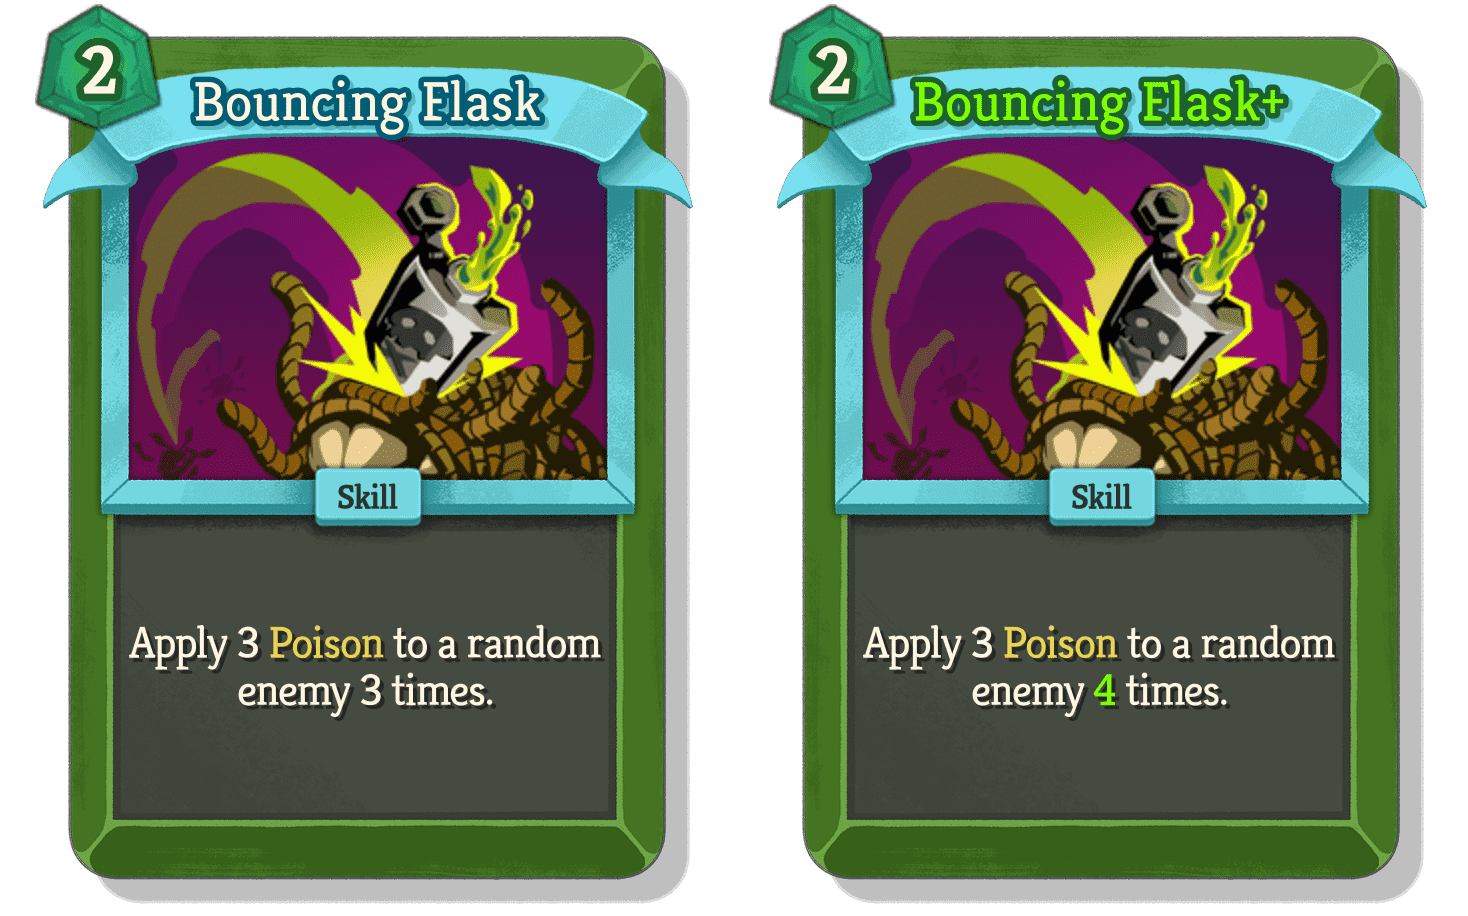 2
Bouncing Flask
Skill
Apply 3 Poison to a random
enemy 3 times.
2
Bouncing Flask+
Skill
Apply 3 Poison to a random
enemy 4 times.